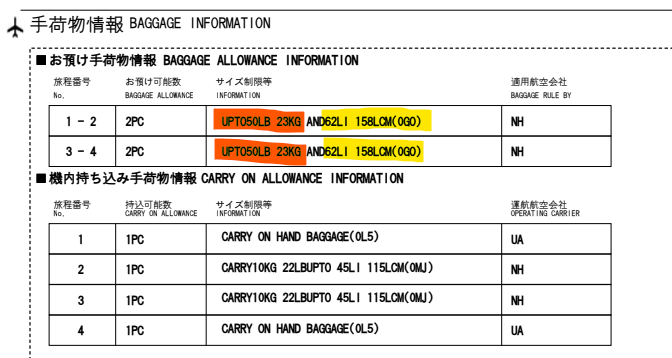 手荷物情報 BAGGAGE INFORMATION
■お預け手荷物情報 BAGGAGE ALLOWANCE INFORMATION
旅程番号 お預け可能数 サイズ制限等 適用航空会社
No. BAGGAGE ALLOWANCE INFORMATION BAGGAGE RULE BY
1 - 2 2PC UPTO50LB 23KG AND62LI 158LCM(0GO) NH
3 - 4 2PC UPTO50LB 23KG AND62LI 158LCM(0GO) NH
■機内持ち込み手荷物情報 CARRY ON ALLOWANCE INFORMATION
旅程番号 持込可能数 サイズ制限等 運航航空会社
No. CARRY ON ALLOWANCE INFORMATION OPERATING CARRIER
1 1PC CARRY ON HAND BAGGAGE(0L5) UA
2 1PC CARRY10KG 22LBUPTO 45LI 115LCM(0MJ) NH
3 1PC CARRY10KG 22LBUPTO 45LI 115LCM(0MJ) NH
4 1PC CARRY ON HAND BAGGAGE(0L5) UA